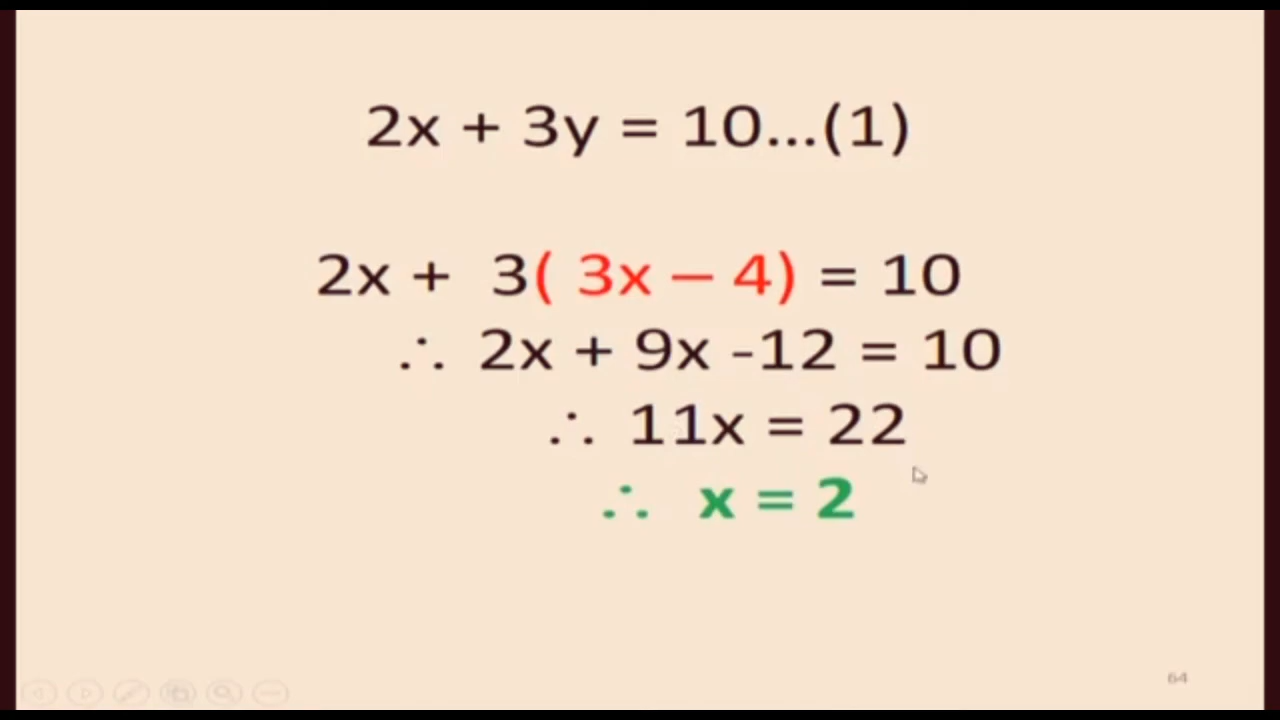 2x + 3y = 10...(1)
2x + 3( 3x – 4) = 10
∴ 2x + 9x -12 = 10
∴ 11x = 22
∴ x = 2
64